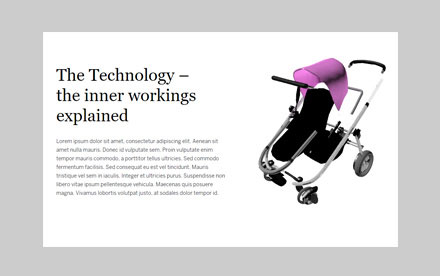 The Technology –
the inner workings
explained
Lorem ipsum dolor sit amet, consectetur adipiscing elit. Aenean sit
amet nulla mauris. Donec id vulputate sem. Proin vulputate enim
tempor mauris commodo, a porttitor tellus ultricies. Sed commodo
fermentum facilisis. Sed consequat eu est vel tincidunt. Mauris
tristique vel sem in iaculis. Integer et ultricies purus. Suspendisse non
libero vitae ipsum pellentesque vehicula. Maecenas quis posuere
magna. Vivamus lobortis volutpat justo, at sodales dolor tempor id.